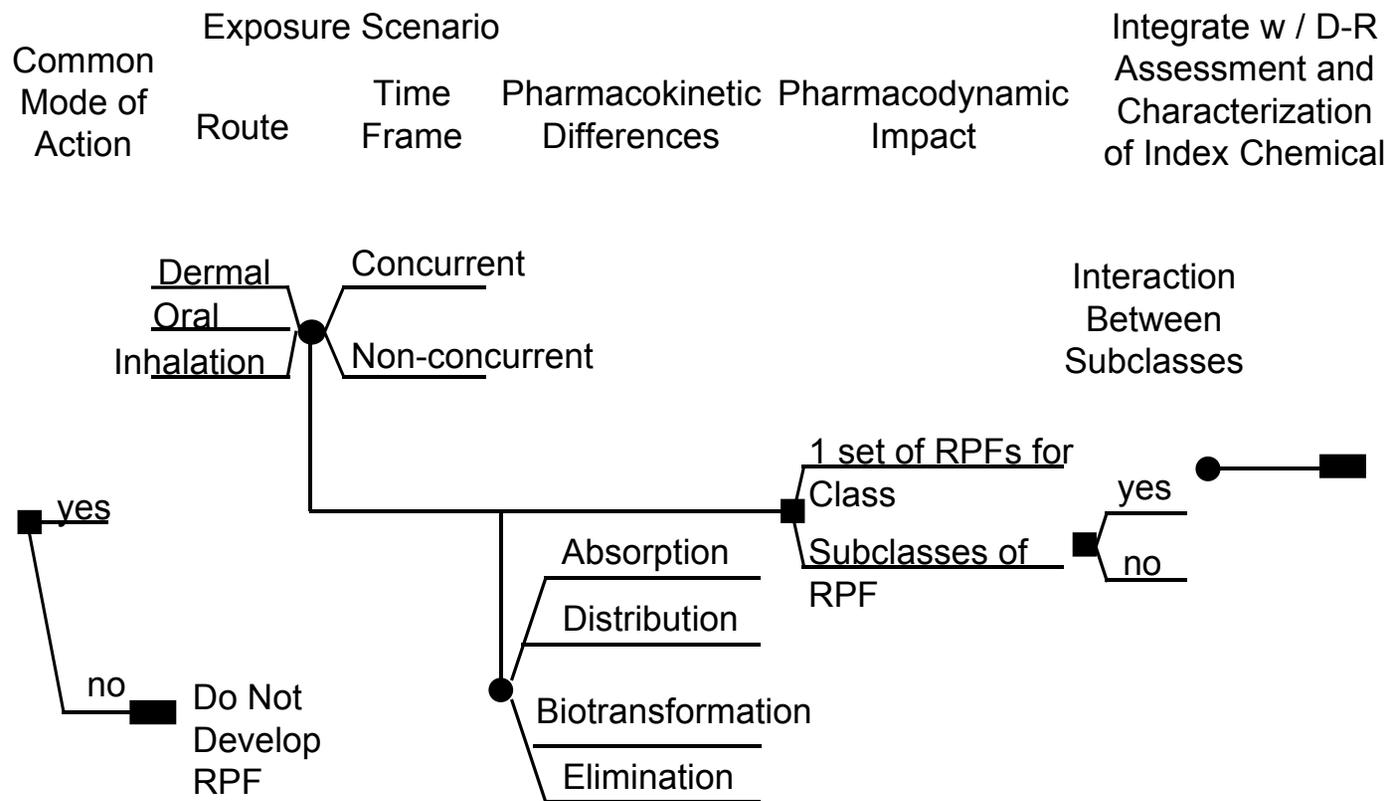 Exposure Scenario
Common
Mode of
Action
Route
Time
Frame
Pharmacokinetic
Differences
Pharmacodynamic
Impact
Integrate w / D-R
Assessment and
Characterization
of Index Chemical
Dermal
Oral
Inhalation
Concurrent
Non-concurrent
Interaction
Between
Subclasses
1 set of RPFs for
Class
Subclasses of
RPF
yes
no
yes
no
Do Not
Develop
RPF
Absorption
Distribution
Biotransformation
Elimination